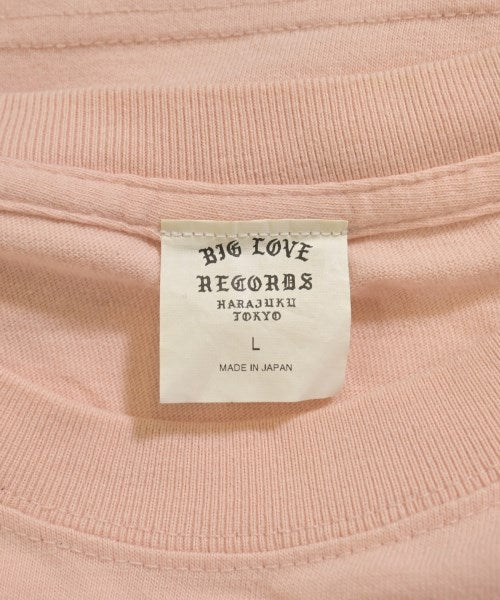 BIG LOVE
RECORDS
HARAJUKU
TOKYO
L
MADE IN JAPAN